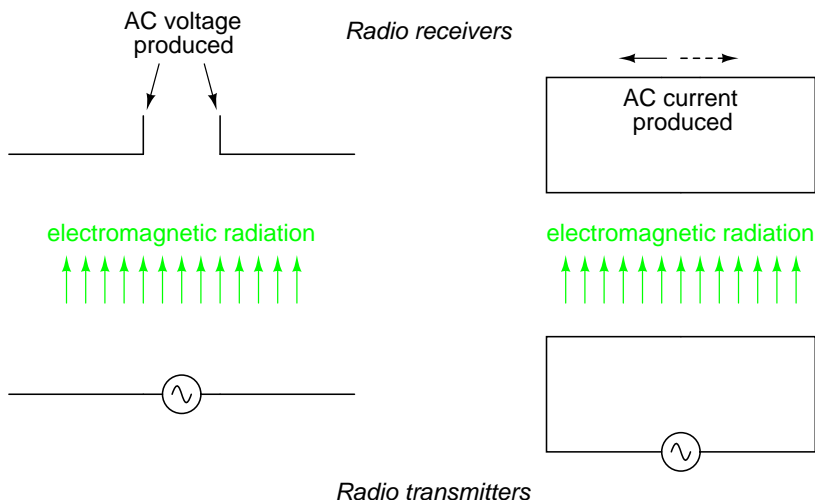 AC voltage
produced
Radio receivers
AC current
produced
electromagnetic radiation
electromagnetic radiation
Radio transmitters